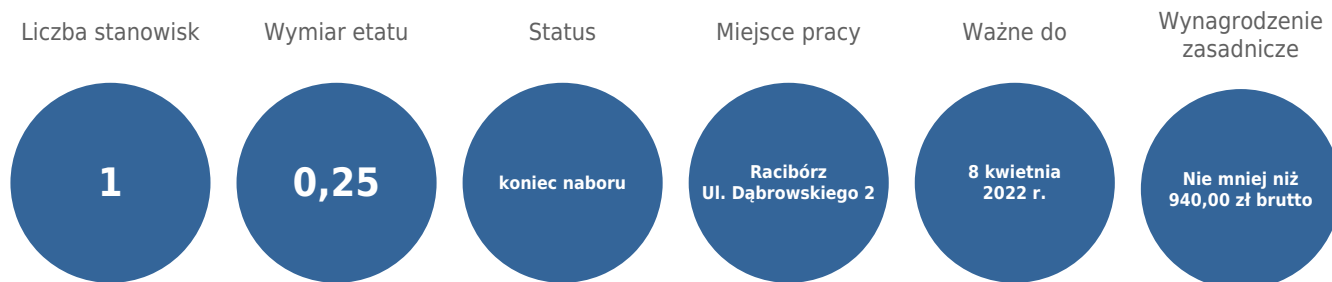 Liczba stanowisk
1
Wymiar etatu
0,25
Status
koniec naboru
Miejsce pracy
Racibórz
Ul. Dąbrowskiego 2
Ważne do
8 kwietnia
2022 r.
Wynagrodzenie
zasadnicze
Nie mniej niż
940,00 zł brutto